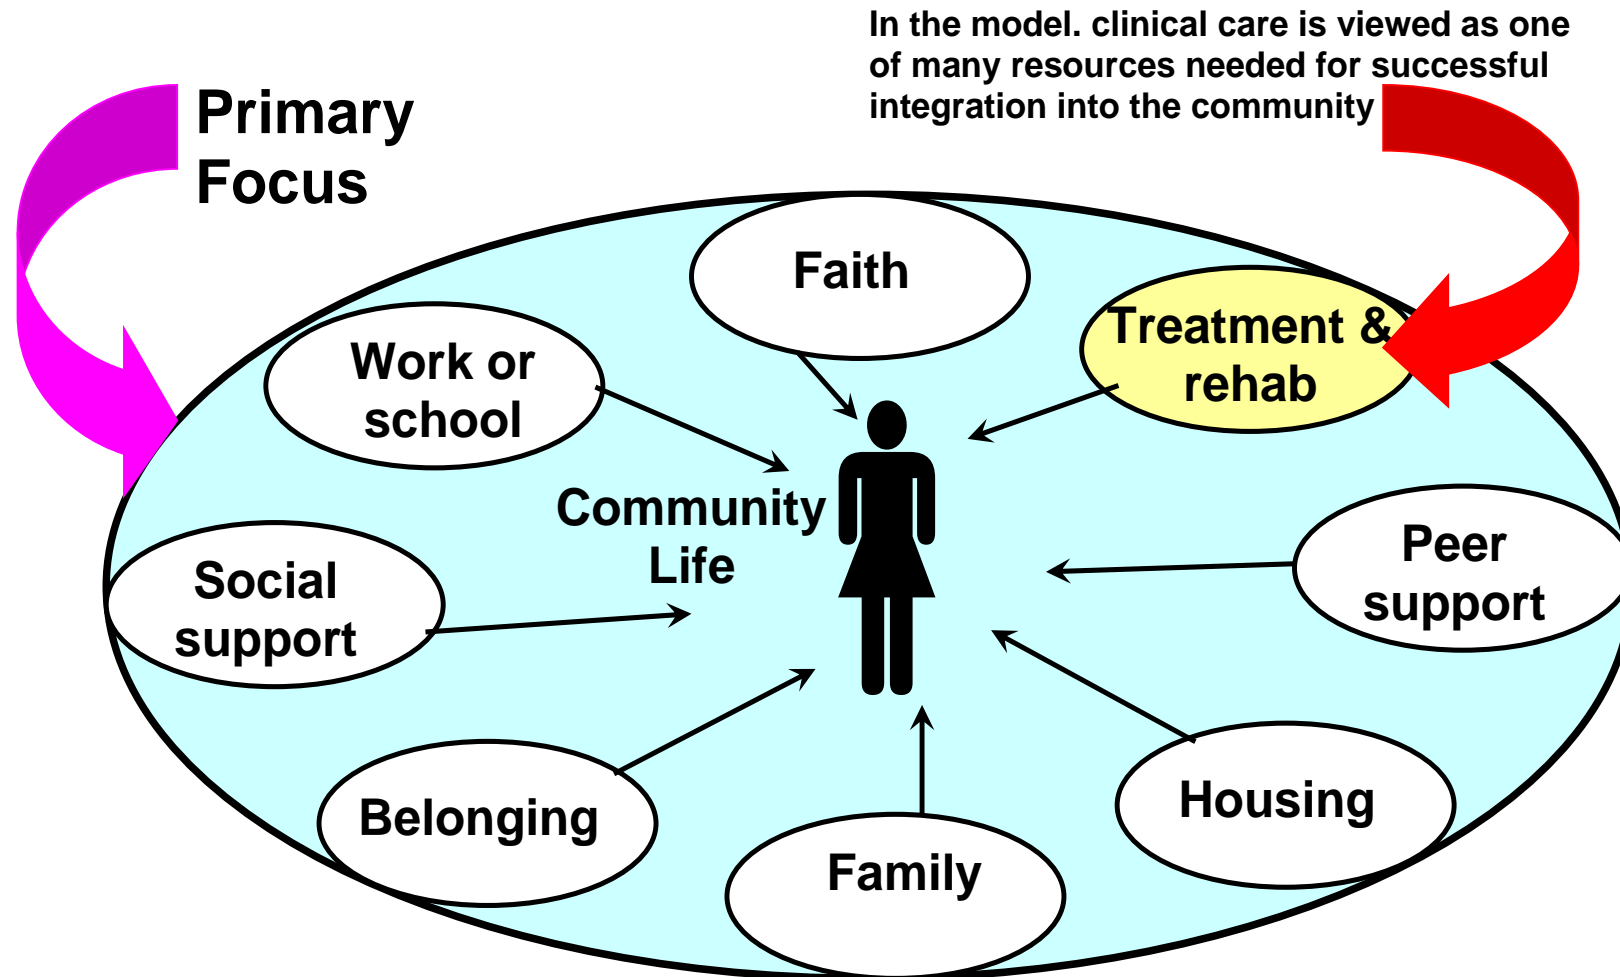 In the model. clinical care is viewed as one
of many resources needed for successful
integration into the community
Primary
Focus
Faith
Treatment &
rehab
Work or
school
Community
Life
Peer
support
Social
support
Housing
Belonging
Family